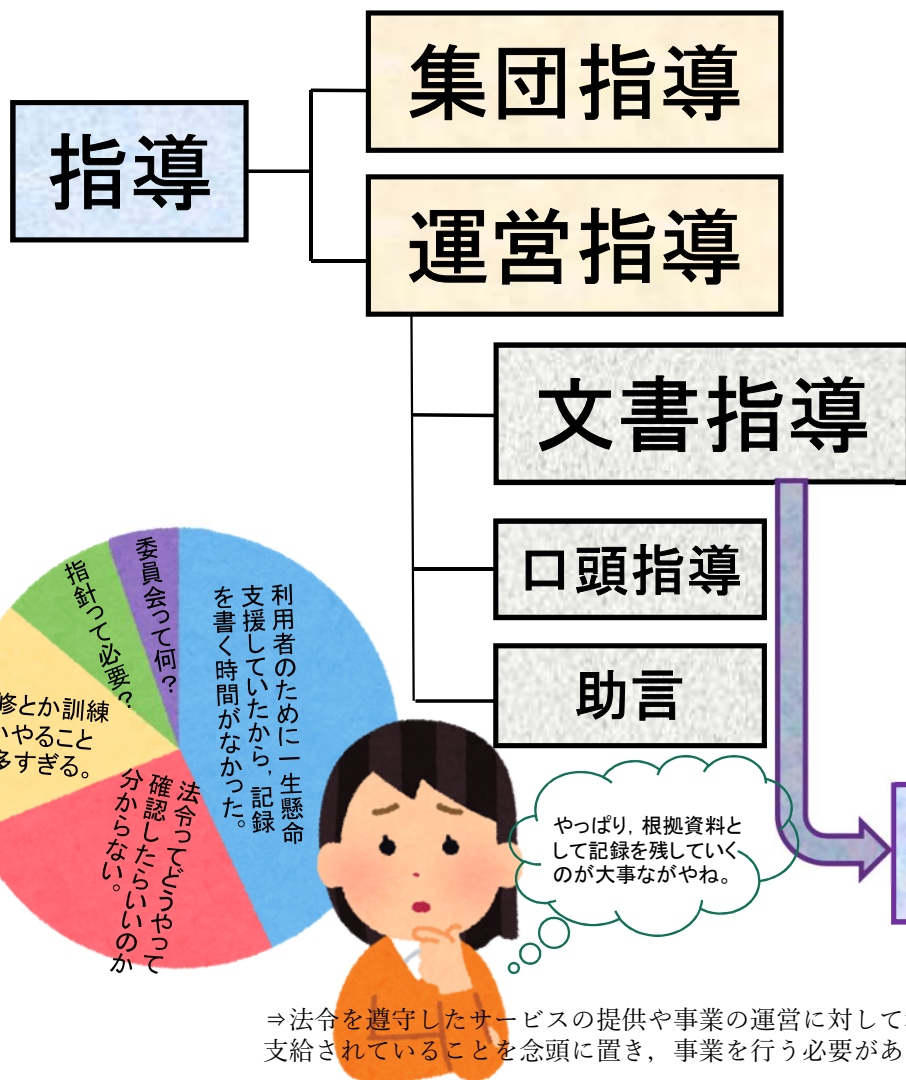 指導
集団指導
運営指導
文書指導
口頭指導
助言
委員会って何？
指針って必要？
修とか訓練
いやること
多すぎる。
利用者のために一生懸命
支援していたから，記録
を書く時間がなかった。
法令ってどうやって
確認したらいいのか
分からない。
やっぱり，根拠資料と
して記録を残していく
のが大事ながやね。
⇒法令を遵守したサービスの提供や事業の運営に対して
支給されていることを念頭に置き，事業を行う必要があ